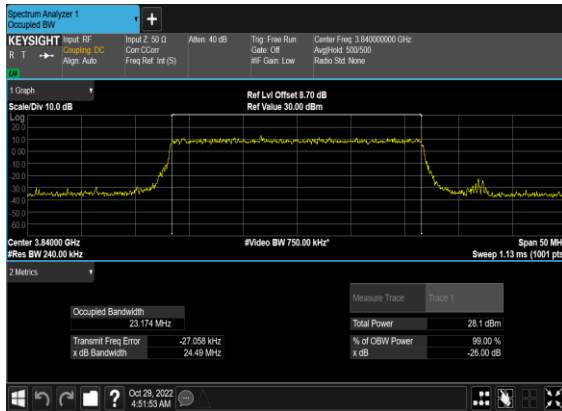 Spectrum Analyzer 1
Occupied BW
KEYSIGHT
R T
Input: RF
Coupling: DC
Align: Auto
Input Z: 50 Ω
Corr CCorr
Freq Ref: Int (S)
Atten: 40 dB
Trig: Free Run
Gate: Off
#IF Gain: Low
Center Freq: 3.840000000 GHz
Avg|Hold: 500/500
Radio Std: None
1 Graph
Scale/Div 10.0 dB
Ref Lvl Offset 8.70 dB
Ref Value 30.00 dBm
Log
20.0
10.0
0.00
-10.0
-20.0
-30.0
-40.0
-50.0
-60.0
Center 3.84000 GHz
#Res BW 240.00 kHz
#Video BW 750.00 kHz*
Span 50 MH
Sweep 1.13 ms (1001 pts
2 Metrics
Measure Trace Trace 1
Occupied Bandwidth
23.174 MHz
Total Power 28.1 dBm
Transmit Freq Error -27.058 kHz
% of OBW Power 99.00 %
x dB Bandwidth 24.49 MHz
x dB -26.00 dB
?
Oct 29, 2022
4:51:53 AM